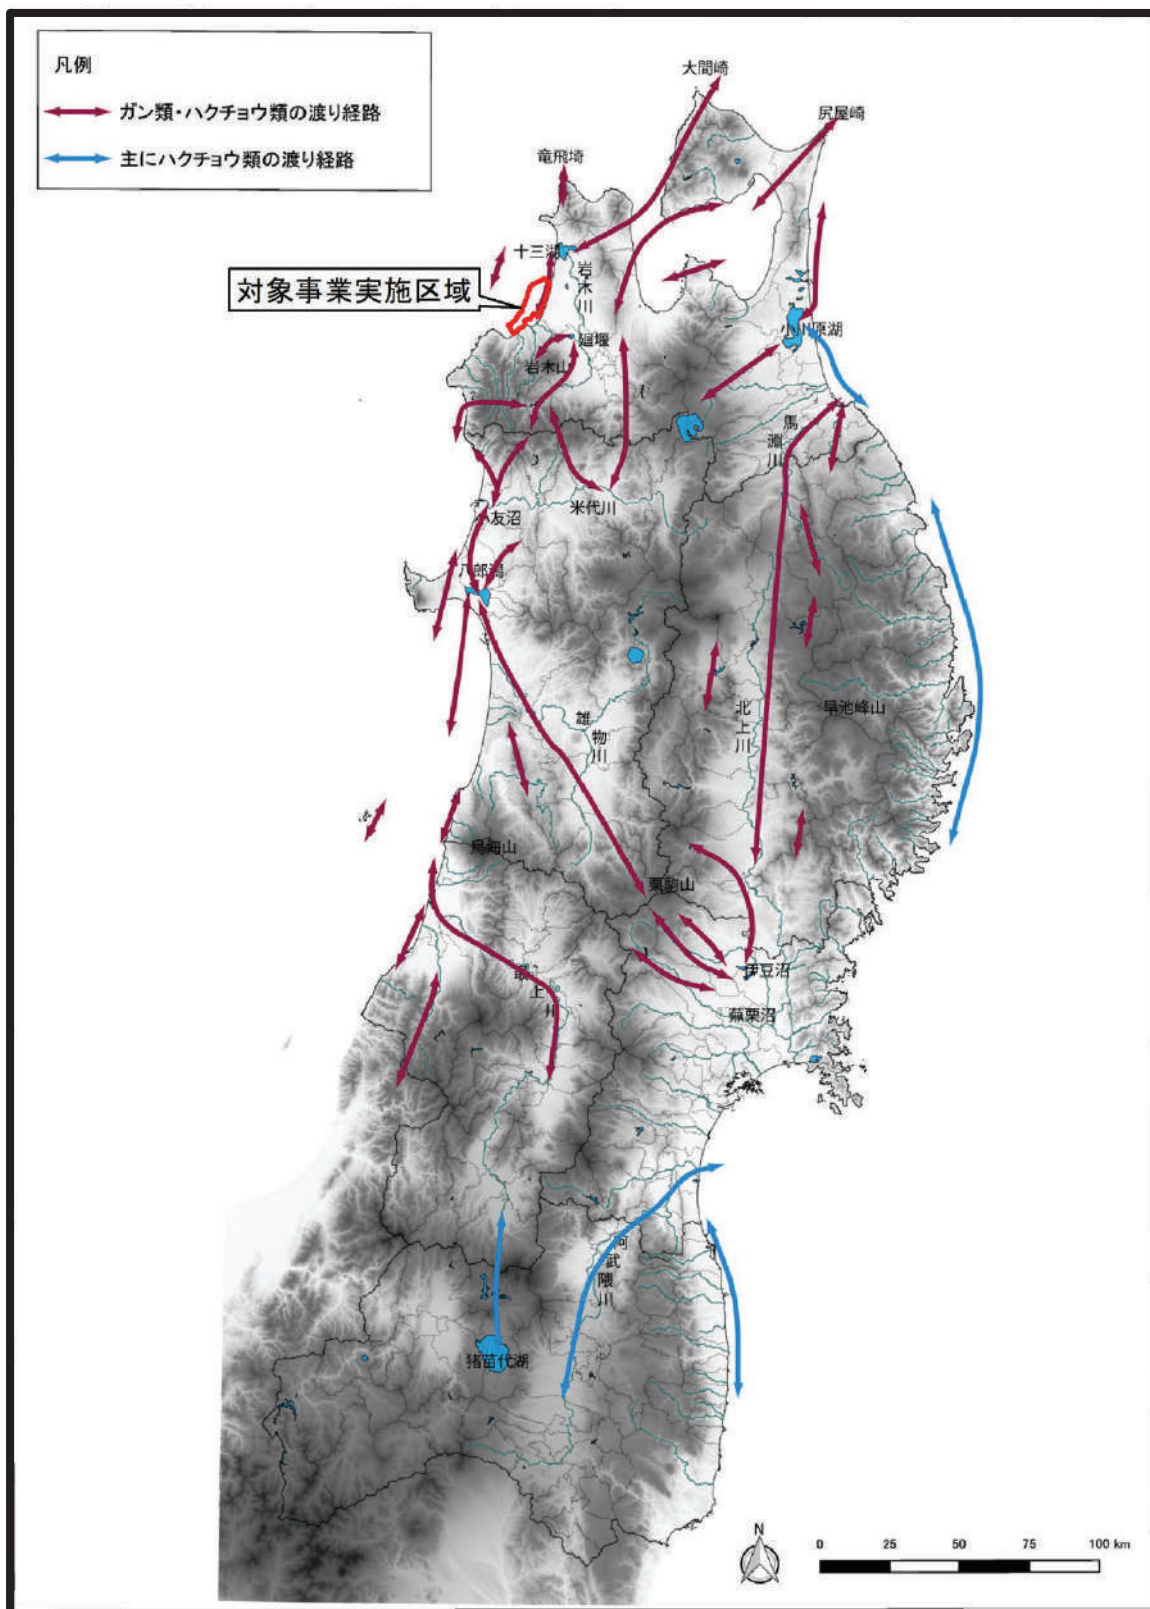 凡例
ガン類・ハクチョウ類の渡り経路
主にハクチョウ類の渡り経路
大間崎
尻屋崎
竜飛埼
十三湖
岩木川
対象事業実施区域
小川原湖
廻堰
岩木山
馬淵川
米代川
小友沼
八郎潟
雄物川
北上川
早池峰山
鳥海山
栗駒山
伊豆沼
最上川
蕪栗沼
阿武隈川
猪苗代湖
N
0 25 50 75 100 km